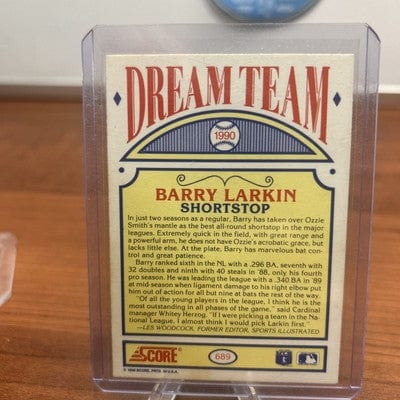 DREAM TEAM
1990
BARRY LARKIN
SHORTSTOP
In just two seasons as a regular, Barry has taken over Ozzie
Smith's mantle as the best all-round shortstop in the major
leagues. Extremely quick in the field, with great range and
a powerful arm, he does not have Ozzie's acrobatic grace, but
lacks little else. At the plate, Barry has marvelous bat con-
trol and great patience.
Barry ranked sixth in the NL with a .296 BA, seventh with
32 doubles and ninth with 40 steals in '88, only his fourth
pro season. He was leading the league with a .340 BA in '89
at mid-season when ligament damage to his right elbow put
him out of action for all but nine at bats the rest of the way.
"Of all the young players in the league, I think he is the
most outstanding in all phases of the game," said Cardinal
manager Whitey Herzog. "If I were picking a team in the Na-
tional League, I almost think I would pick Larkin first."
—LES WOODCOCK, FORMER EDITOR, SPORTS ILLUSTRATED
SCORE
689
© 1990 SCORE, PRTD. IN U.S.A.